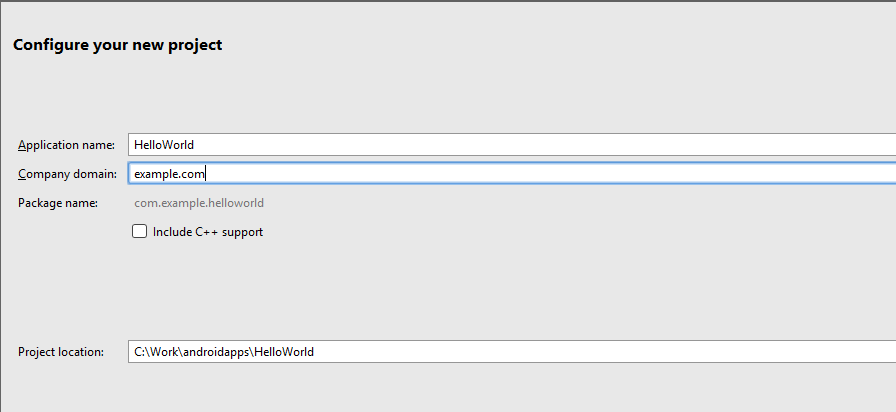 Configure your new project
Application name: HelloWorld
Company domain: example.com
Package name: com.example.helloworld
Include C++ support
Project location: C:\Work\androidapps\HelloWorld